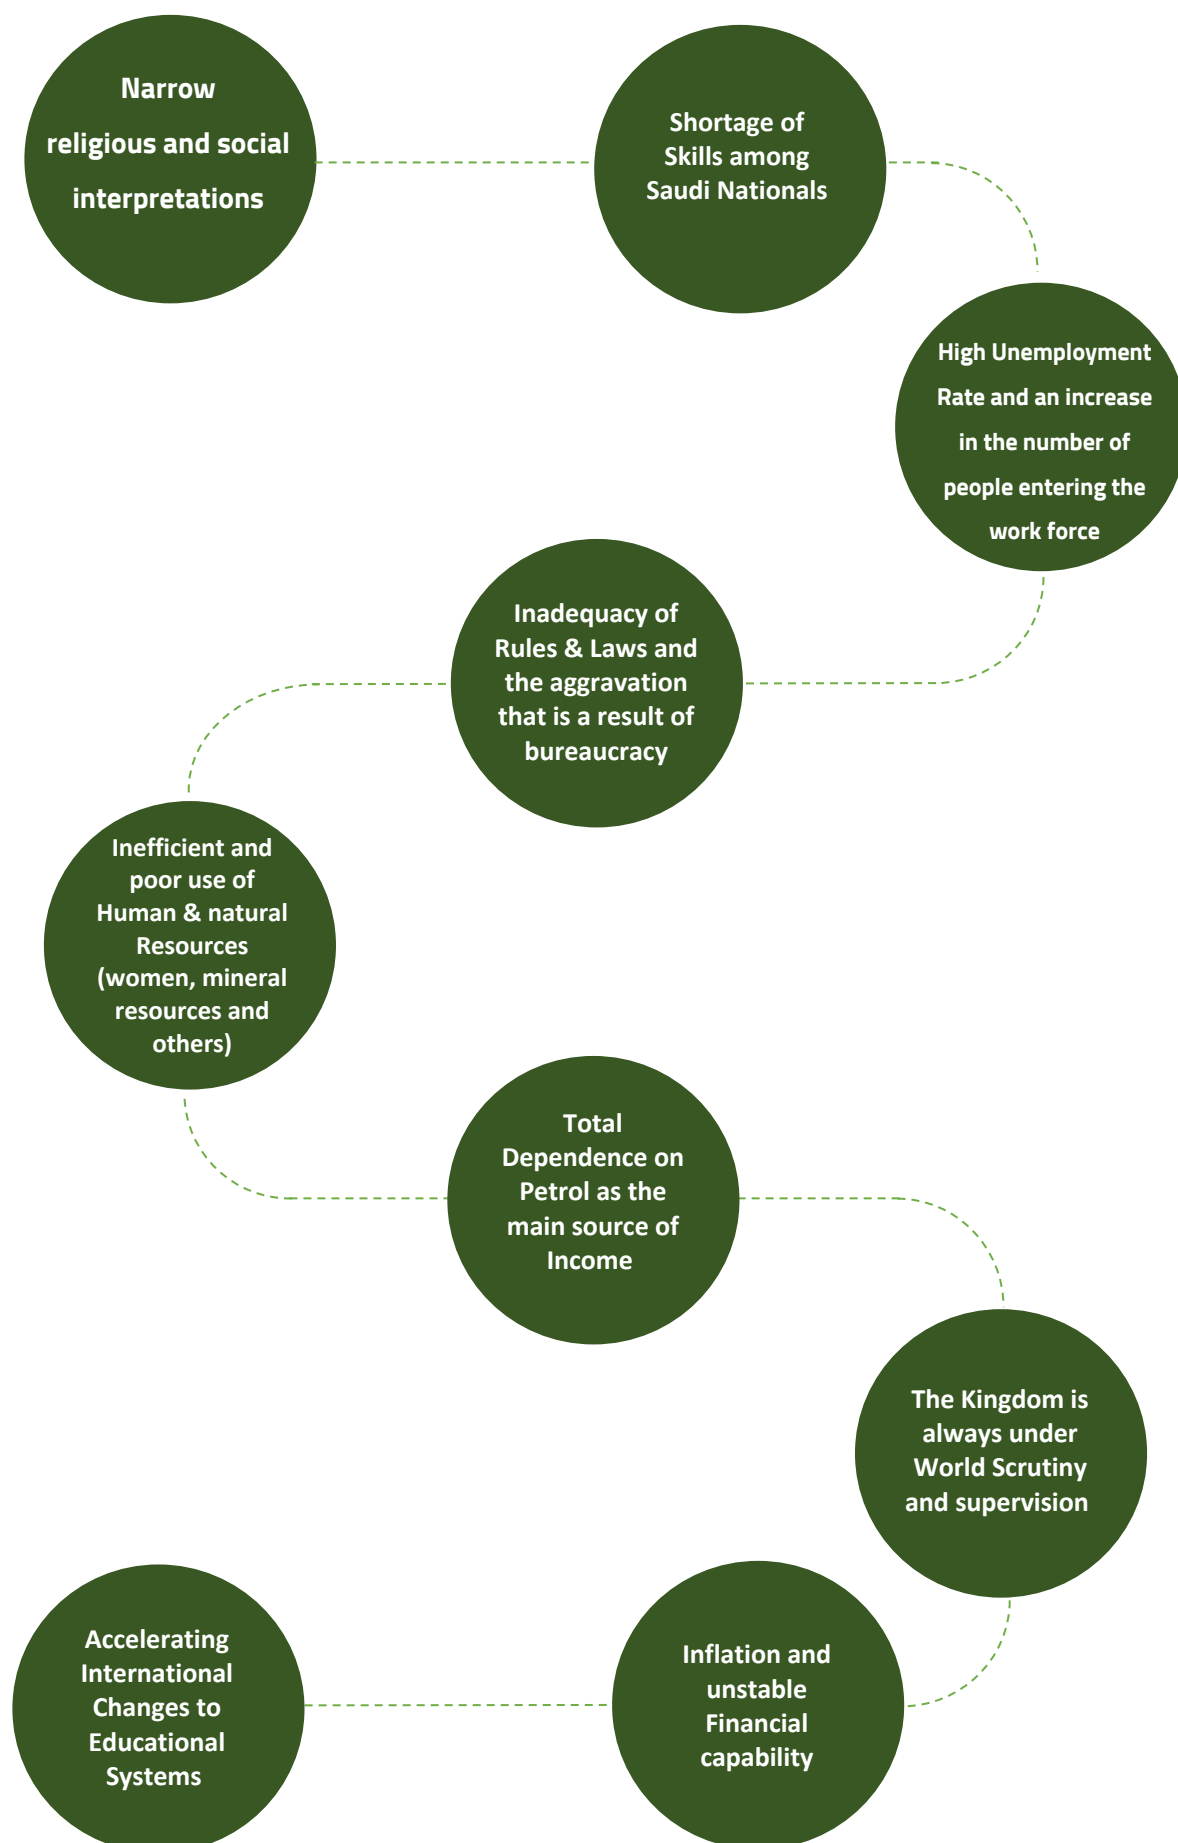 Narrow
religious and social
interpretations
Shortage of
Skills among
Saudi Nationals
High Unemployment
Rate and an increase
in the number of
people entering the
work force
Inadequacy of
Rules & Laws and
the aggravation
that is a result of
bureaucracy
Inefficient and
poor use of
Human & natural
Resources
(women, mineral
resources and
others)
Total
Dependence on
Petrol as the
main source of
Income
The Kingdom is
always under
World Scrutiny
and supervision
Inflation and
unstable
Financial
capability
Accelerating
International
Changes to
Educational
Systems